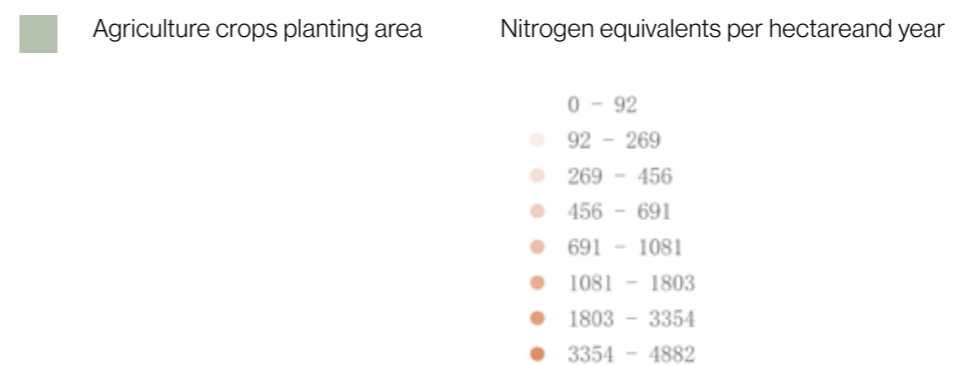 Agriculture crops planting area
Nitrogen equivalents per hectareand year
0 - 92
92 - 269
269 - 456
456 - 691
691 - 1081
1081 - 1803
1803 - 3354
3354 - 4882